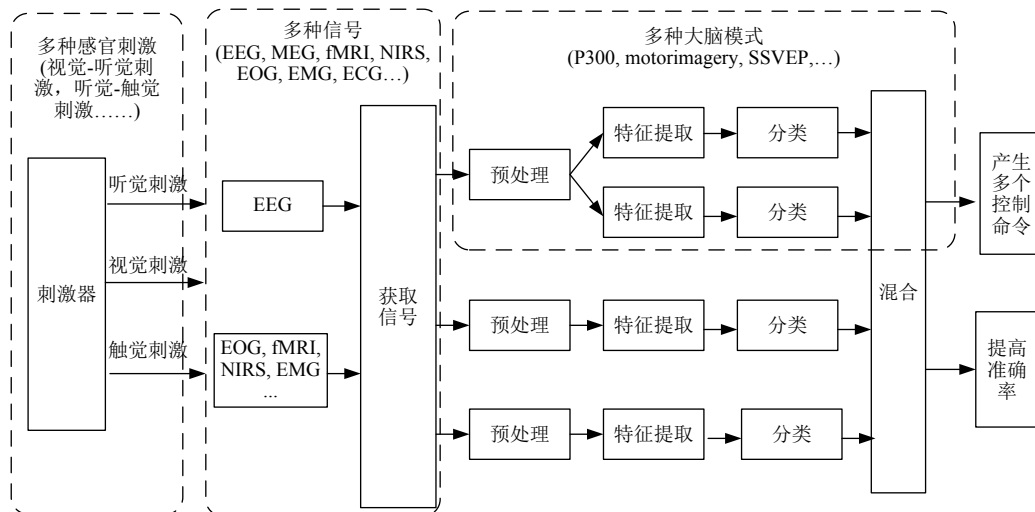 多种感官刺激
(视觉-听觉刺
激，听觉-触觉
刺激……)
刺激器
听觉刺激
视觉刺激
触觉刺激
多种信号
(EEG, MEG, fMRI, NIRS,
EOG, EMG, ECG…)
EEG
EOG, fMRI,
NIRS, EMG
...
获取
信号
多种大脑模式
(P300, motorimagery, SSVEP,…)
预处理
特征提取
分类
特征提取
分类
预处理
特征提取
分类
预处理
特征提取
分类
混合
产生
多个
控制
命令
提高
准确
率